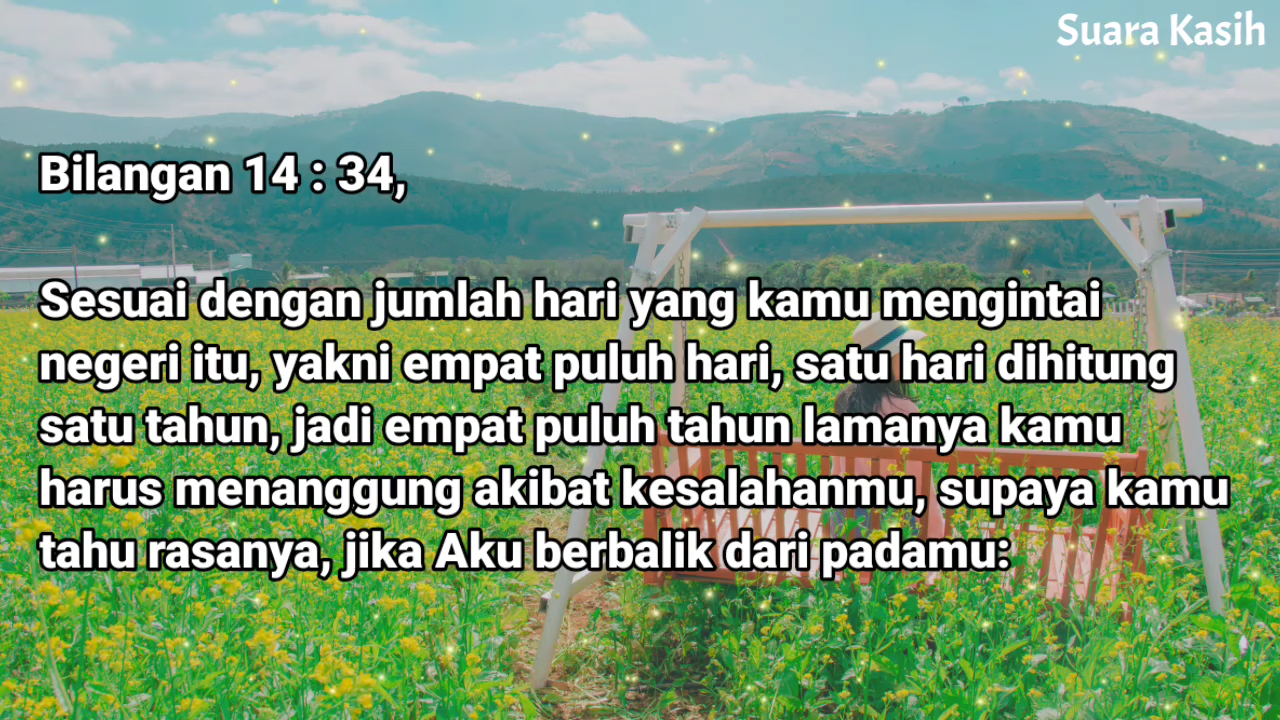 Suara Kasih
Bilangan 14 : 34,
Sesuai dengan jumlah hari yang kamu mengintai
negeri itu, yakni empat puluh hari, satu hari dihitung
satu tahun, jadi empat puluh tahun lamanya kamu
harus menanggung akibat kesalahanmu, supaya kamu
tahu rasanya, jika Aku berbalik dari padamu: